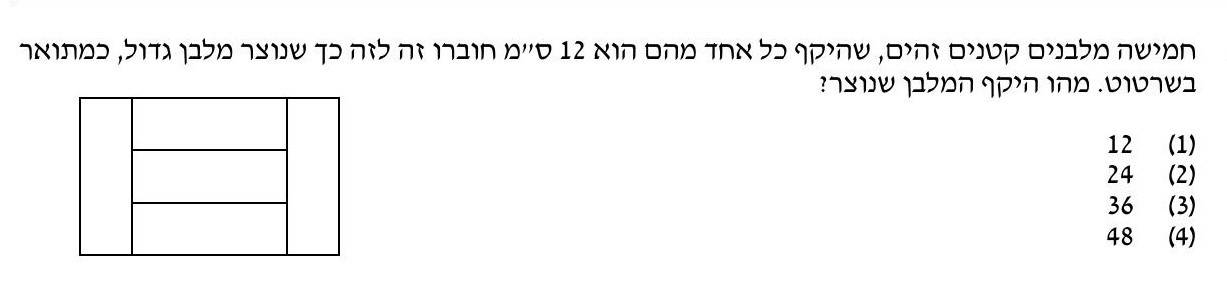 חמישה מלבנים קטנים זהים, שהיקף כל אחד מהם הוא 12 ס״מ חוברו זה לזה כך שנוצר מלבן גדול, כמתואר
בשרטוט. מהו היקף המלבן שנוצר?
(1) 12
(2) 24
(3) 36
(4) 48